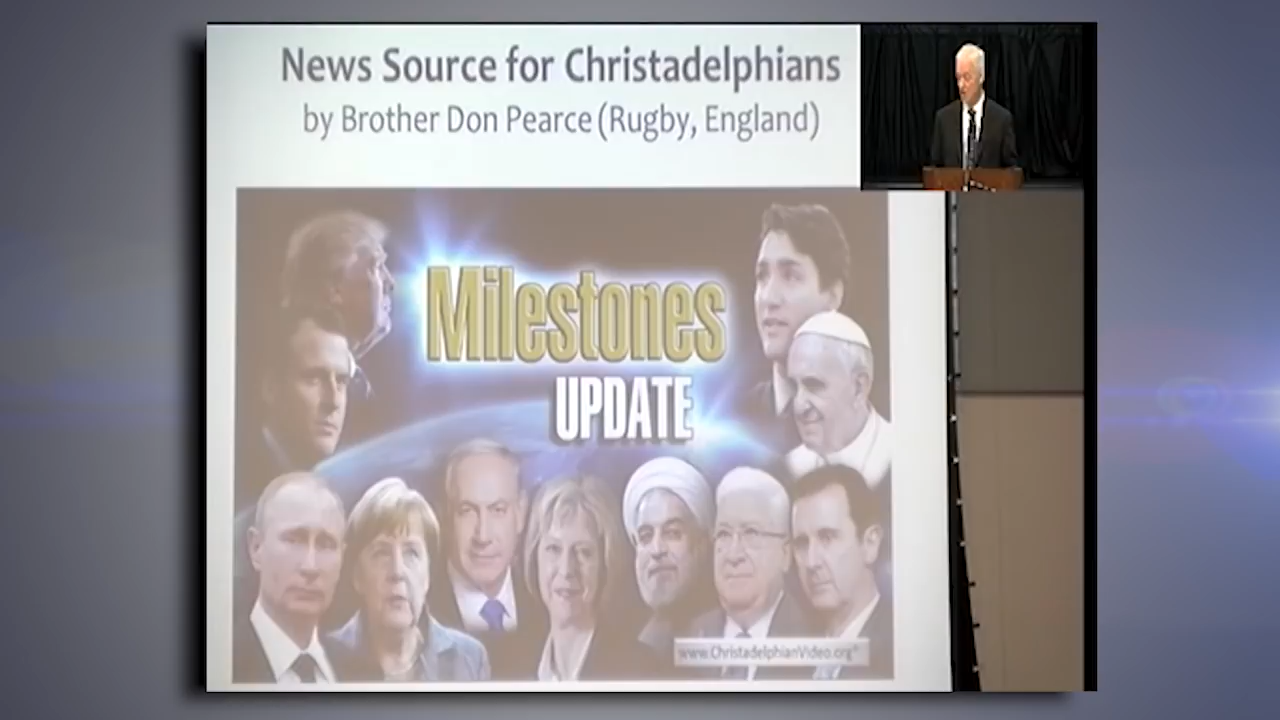 News Source for Christadelphians
by Brother Don Pearce (Rugby, England)
Milestones
UPDATE
www.ChristadelphianVideo.org